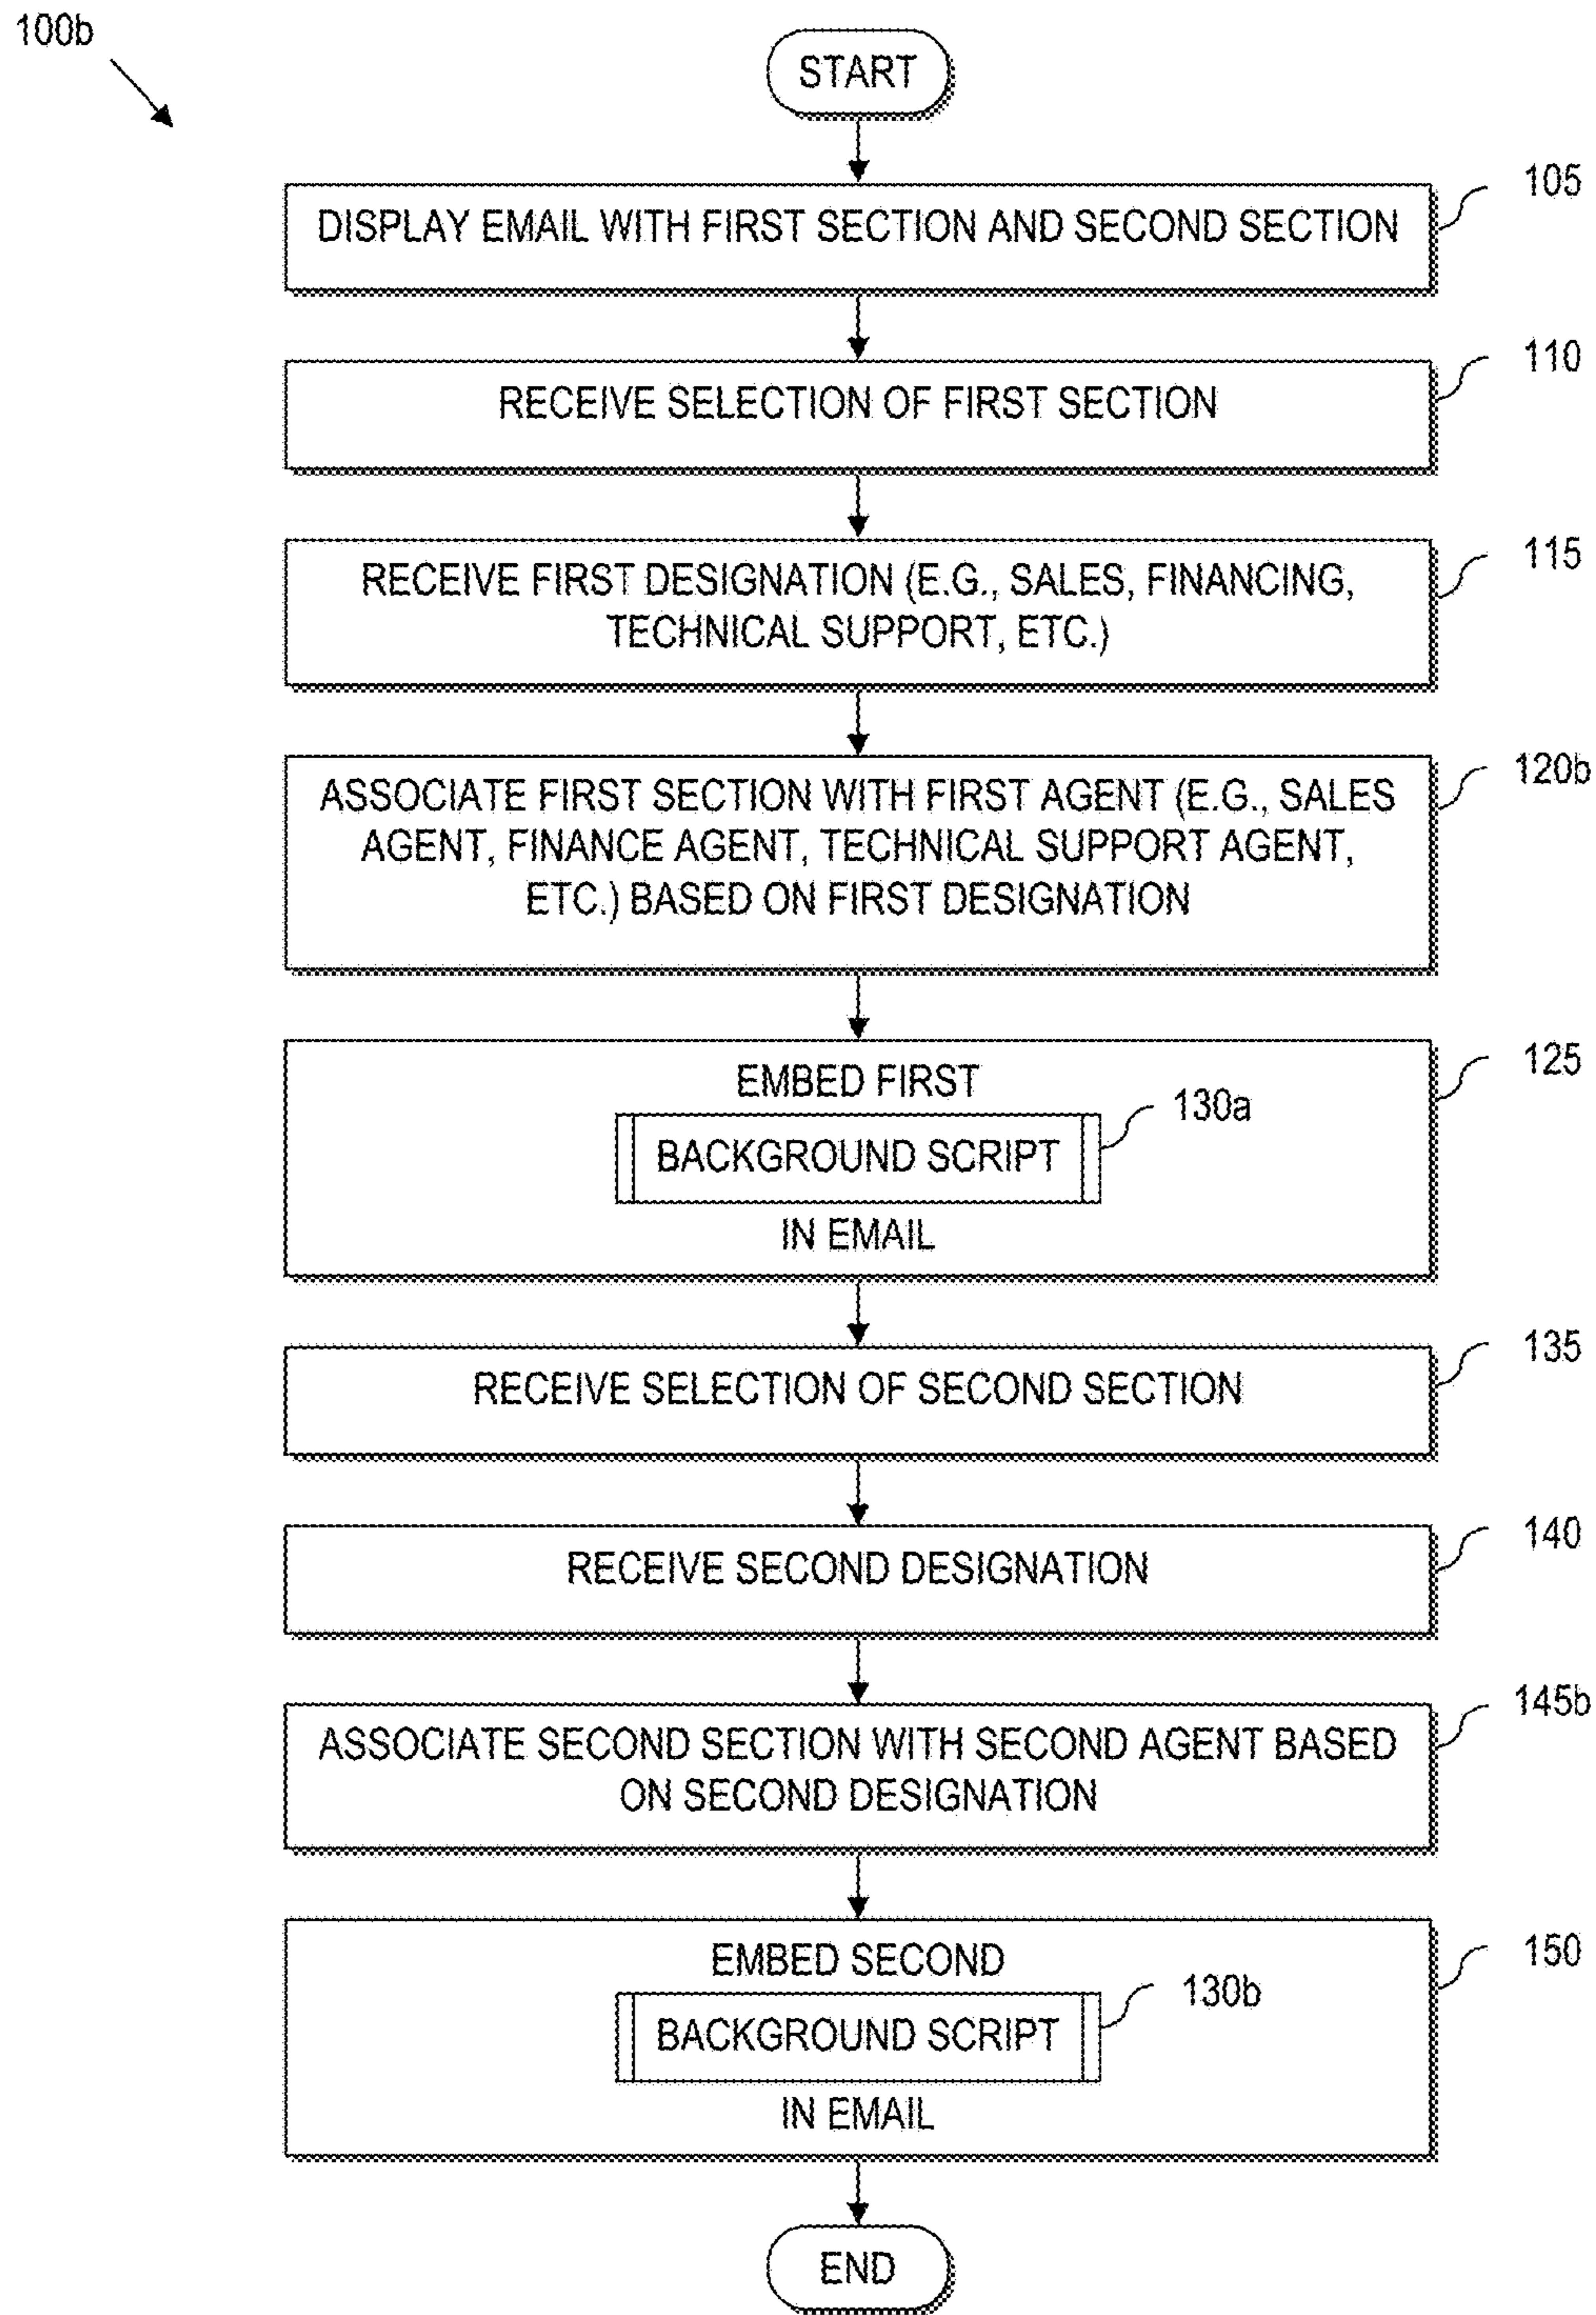 100b
START
DISPLAY EMAIL WITH FIRST SECTION AND SECOND SECTION
105
RECEIVE SELECTION OF FIRST SECTION
110
RECEIVE FIRST DESIGNATION (E.G., SALES, FINANCING,
TECHNICAL SUPPORT, ETC.)
115
ASSOCIATE FIRST SECTION WITH FIRST AGENT (E.G., SALES
AGENT, FINANCE AGENT, TECHNICAL SUPPORT AGENT,
ETC.) BASED ON FIRST DESIGNATION
120b
EMBED FIRST
BACKGROUND SCRIPT
IN EMAIL
130a
125
RECEIVE SELECTION OF SECOND SECTION
135
RECEIVE SECOND DESIGNATION
140
ASSOCIATE SECOND SECTION WITH SECOND AGENT BASED
ON SECOND DESIGNATION
145b
EMBED SECOND
BACKGROUND SCRIPT
IN EMAIL
130b
150
END